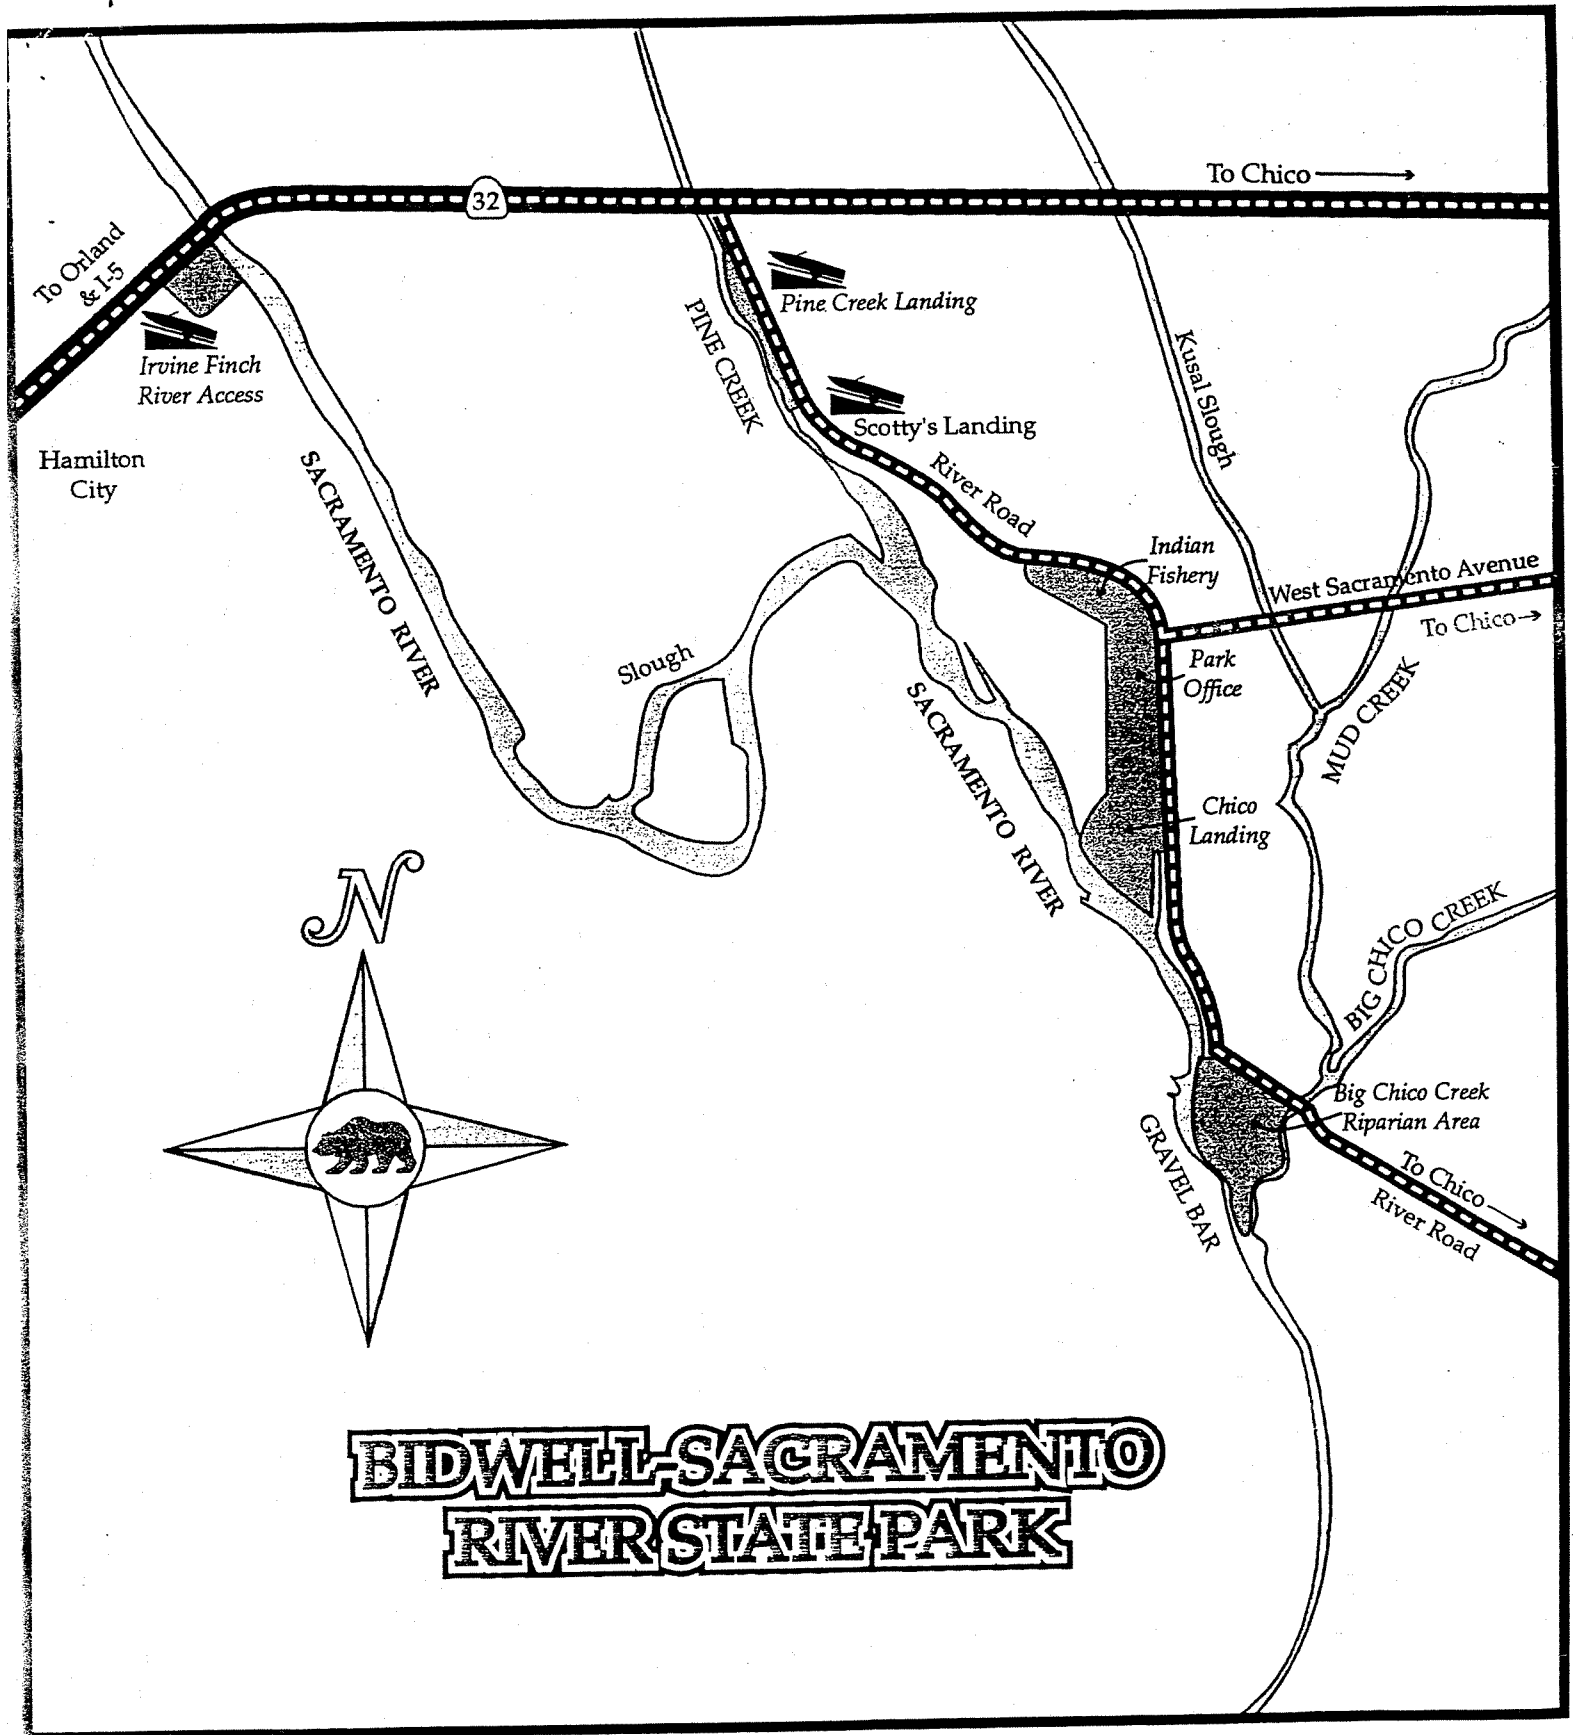 To Chico
32
To Orland
& I-5
Pine Creek Landing
Irvine Finch
River Access
PINE CREEK
Kusal Slough
Scotty's Landing
Hamilton
City
River Road
SACRAMENTO RIVER
Indian
Fishery
West Sacramento Avenue
To Chico
Slough
Park
Office
SACRAMENTO RIVER
MUD CREEK
Chico
Landing
N
BIG CHICO CREEK
Big Chico Creek
Riparian Area
GRAVEL BAR
To Chico
River Road
BIDWELL-SACRAMENTO
RIVER STATE PARK